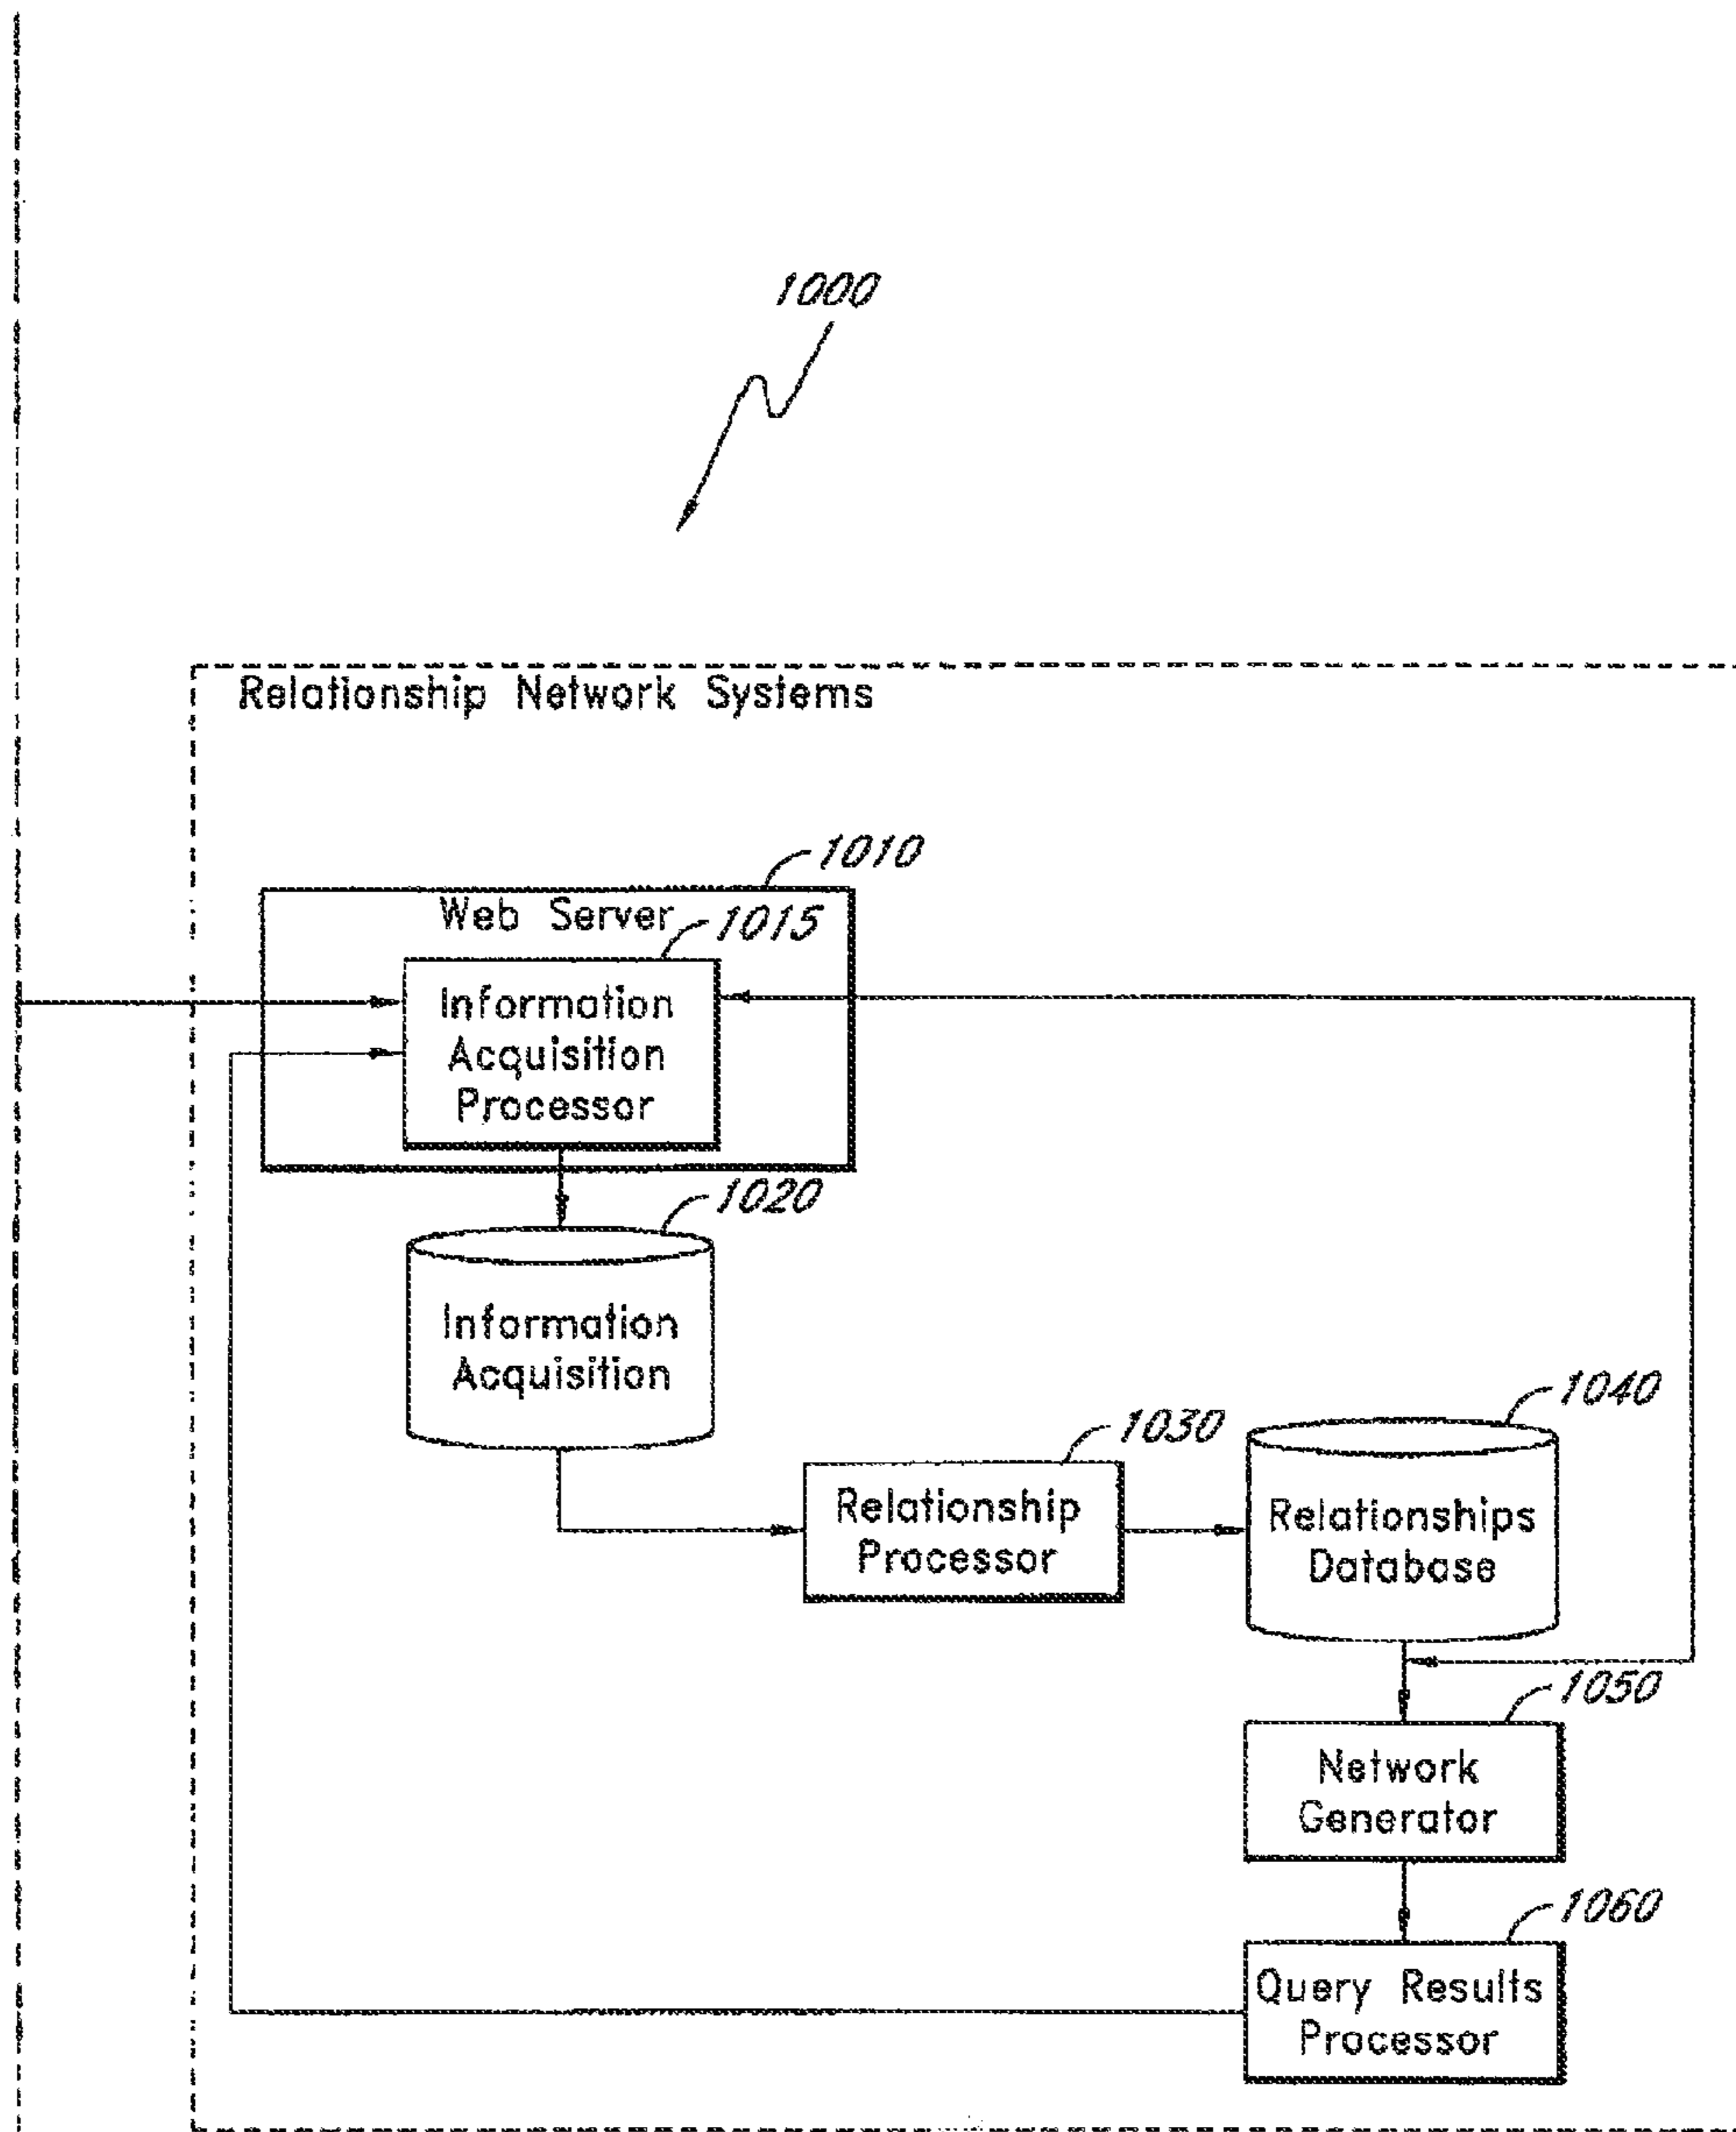 1000
Relationship Network Systems
1010
Web Server
1015
Information
Acquisition
Processor
1020
Information
Acquisition
1030
Relationship
Processor
1040
Relationships
Database
1050
Network
Generator
1060
Query Results
Processor